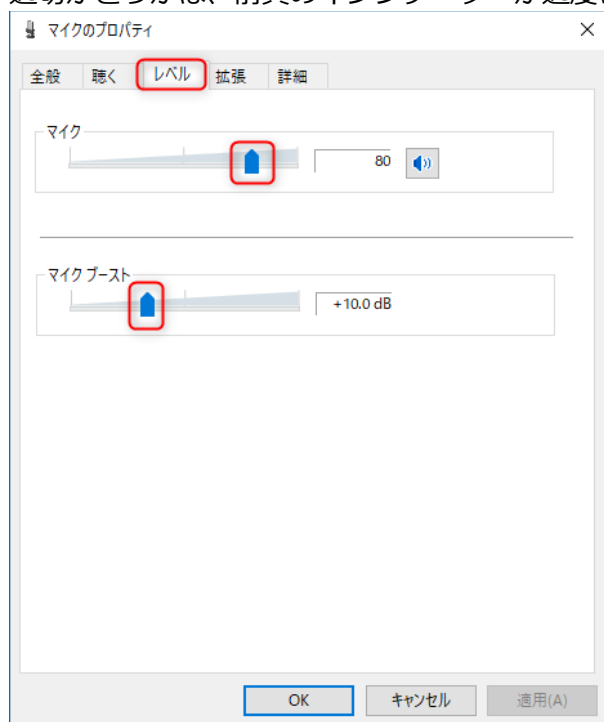 マイクのプロパティ
全般 聴く レベル 拡張 詳細
マイク
80
マイク ブースト
+10.0 dB
OK キャンセル 適用(A)